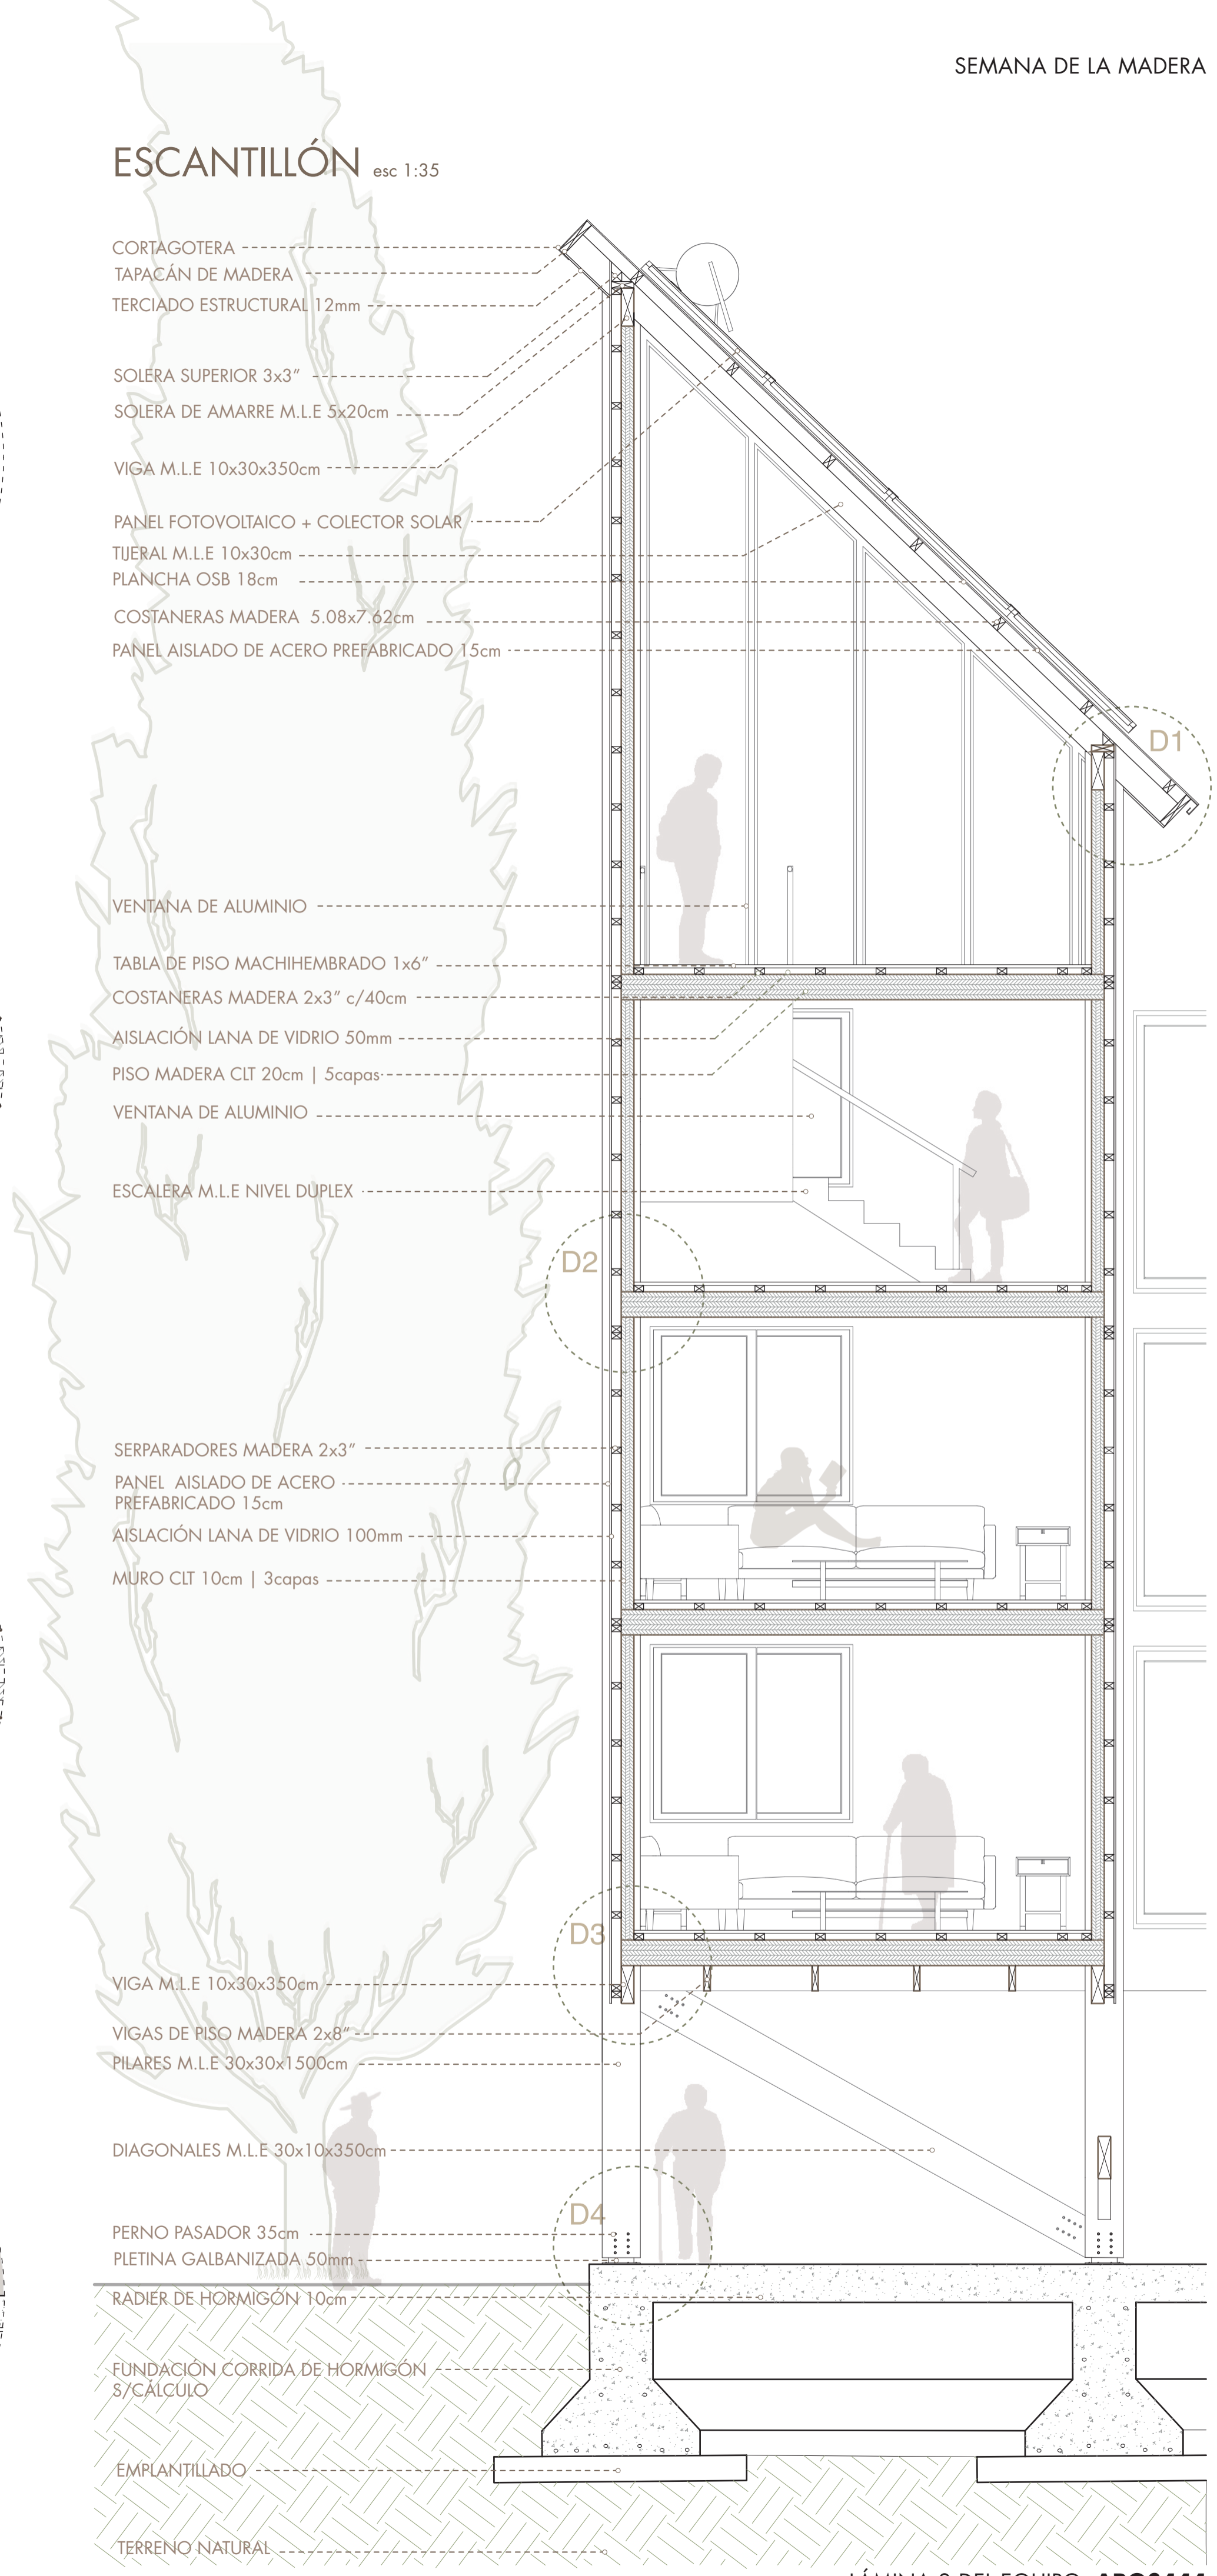 SEMANA DE LA MADERA
ESCANTILLÓN esc 1:35
CORTAGOTERA
TAPACÁN DE MADERA
TERCIADO ESTRUCTURAL 12mm
SOLERA SUPERIOR 3x3”
SOLERA DE AMARRE M.L.E 5x20cm
VIGA M.L.E 10x30x350cm
PANEL FOTOVOLTAICO + COLECTOR SOLAR
TIJERAL M.L.E 10x30cm
PLANCHA OSB 18cm
COSTANERAS MADERA 5.08x7.62cm
PANEL AISLADO DE ACERO PREFABRICADO 15cm
D1
VENTANA DE ALUMINIO
TABLA DE PISO MACHIHEMBRADO 1x6”
COSTANERAS MADERA 2x3” c/40cm
AISLACIÓN LANA DE VIDRIO 50mm
PISO MADERA CLT 20cm | 5capas
VENTANA DE ALUMINIO
ESCALERA M.L.E NIVEL DUPLEX
D2
SERPARADORES MADERA 2x3”
PANEL AISLADO DE ACERO
PREFABRICADO 15cm
AISLACIÓN LANA DE VIDRIO 100mm
MURO CLT 10cm | 3capas
D3
VIGA M.L.E 10x30x350cm
VIGAS DE PISO MADERA 2x8”
PILARES M.L.E 30x30x1500cm
DIAGONALES M.L.E 30x10x350cm
D4
PERNO PASADOR 35cm
PLETINA GALBANIZADA 50mm
RADIER DE HORMIGÓN 10cm
FUNDACIÓN CORRIDA DE HORMIGÓN
S/CÁLCULO
EMPLANTILLADO
TERRENO NATURAL